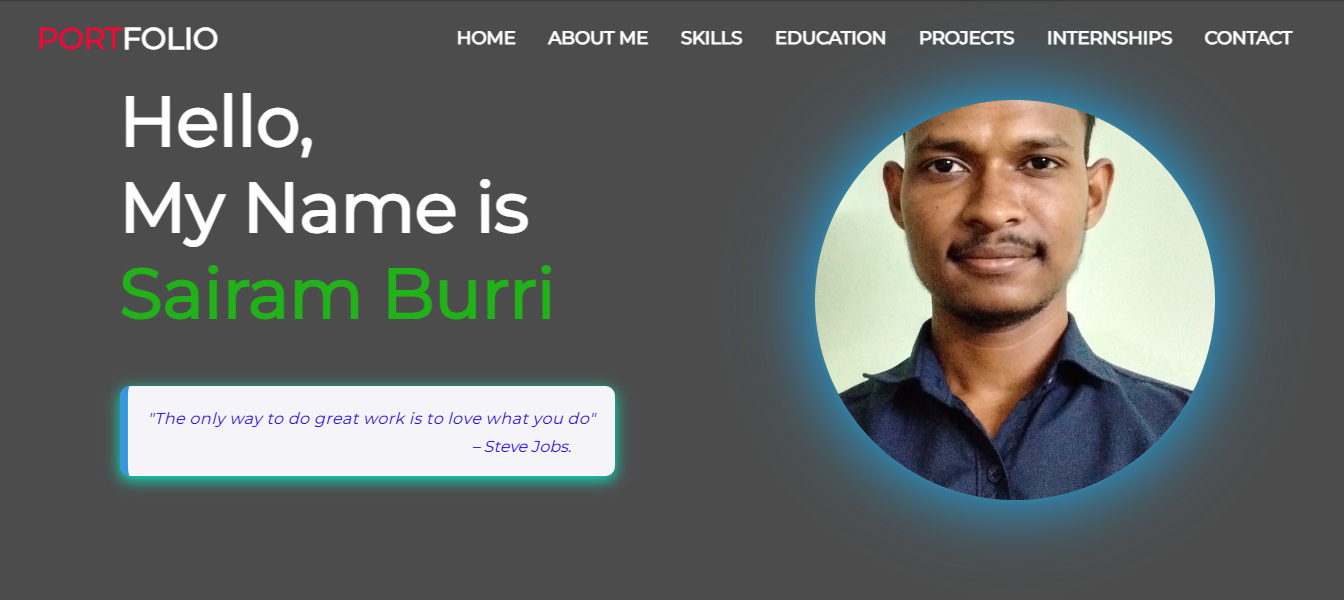 PORTFOLIO
HOME ABOUT ME SKILLS EDUCATION PROJECTS INTERNSHIPS CONTACT
Hello,
My Name is
Sairam Burri
"The only way to do great work is to love what you do"
– Steve Jobs.